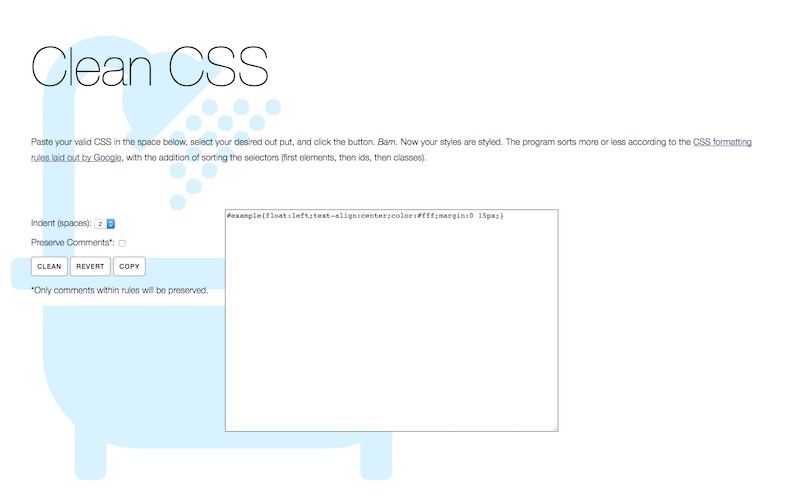 Clean CSS
Paste your valid CSS in the space below, select your desired out put, and click the button. Bam. Now your styles are styled. The program sorts more or less according to the CSS formatting
rules laid out by Google, with the addition of sorting the selectors (first elements, then ids, then classes).
Indent (spaces): 2
Preserve Comments*:
CLEAN REVERT COPY
*Only comments within rules will be preserved.
#example{float:left;text-align:center;color:#fff;margin:0 15px;}